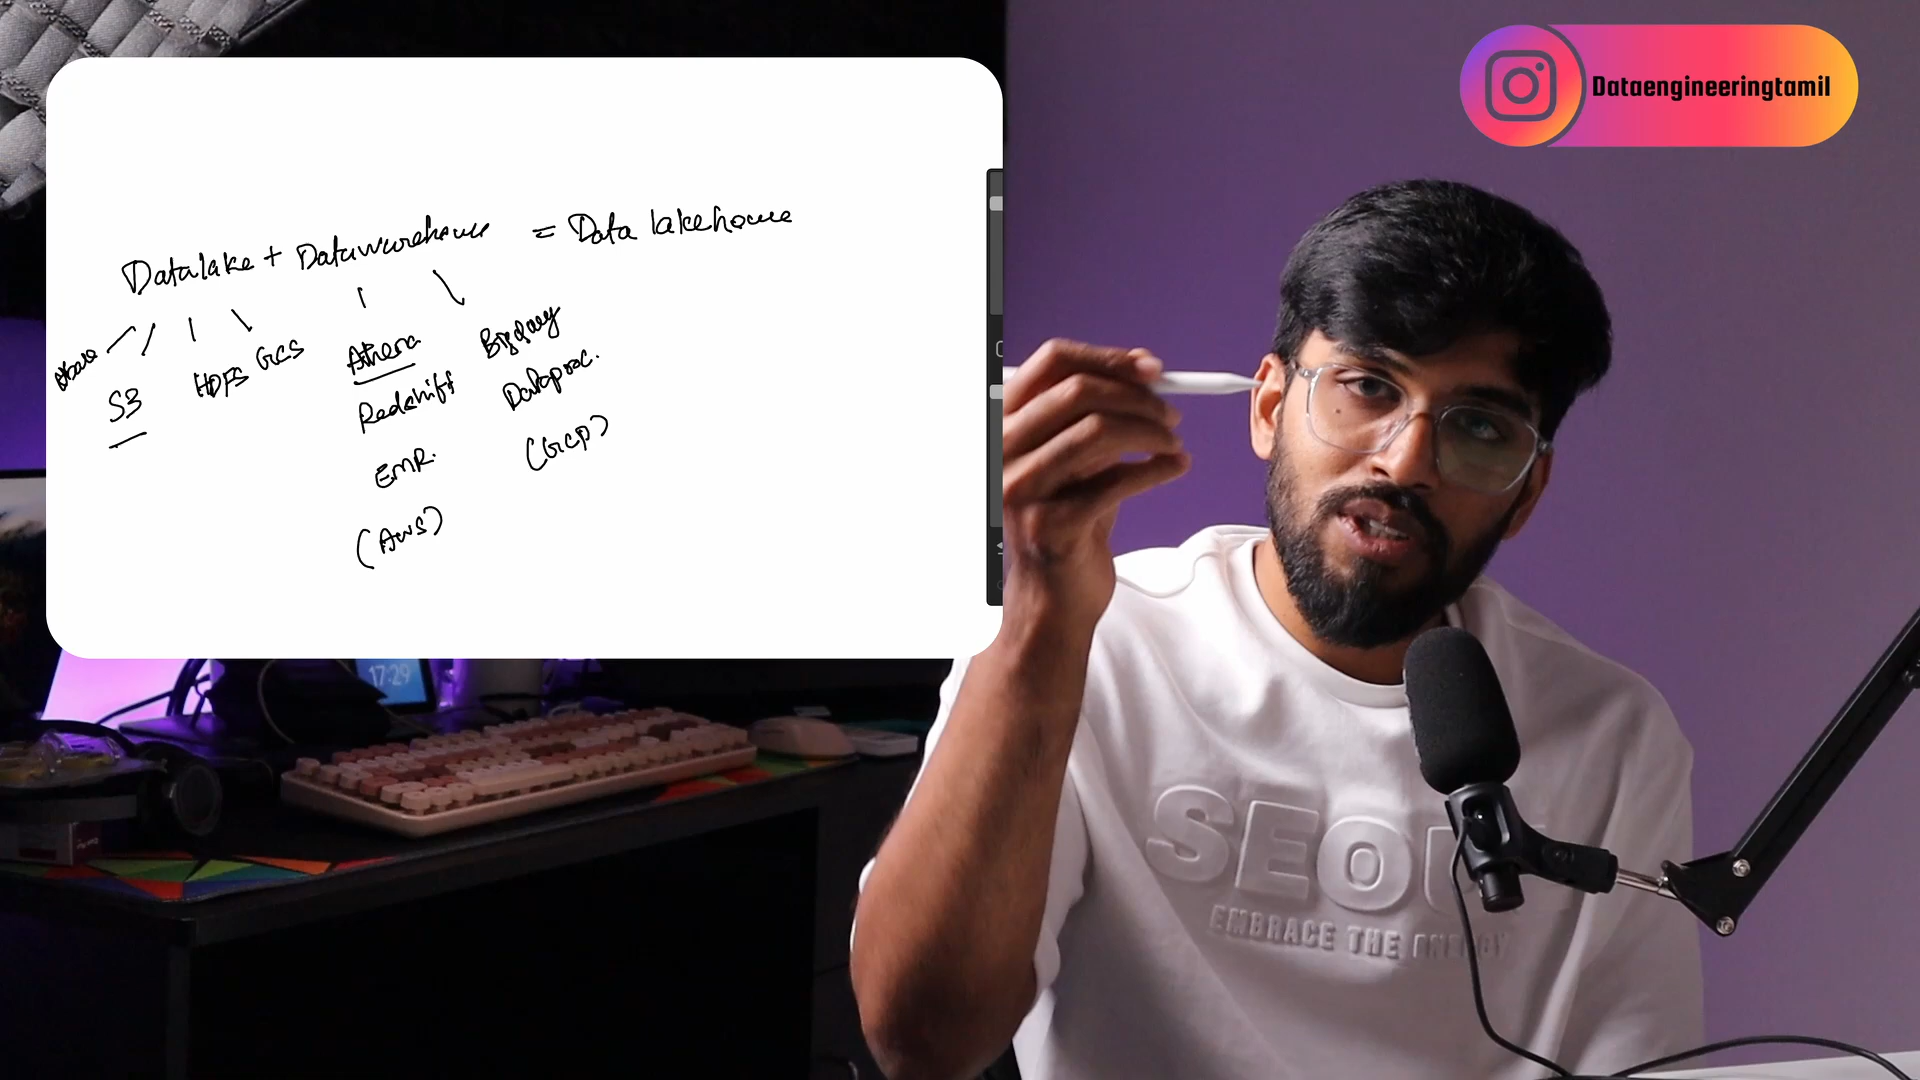 Dataengineeringtamil
Datalake + Datawarehouse = Data lakehouse
S3
HDFS
GCS
Athena
Redshift
EMR.
(AWS)
Bigquery
Dataproc.
(GCP)
17:29
SEOU
EMBRACE THE